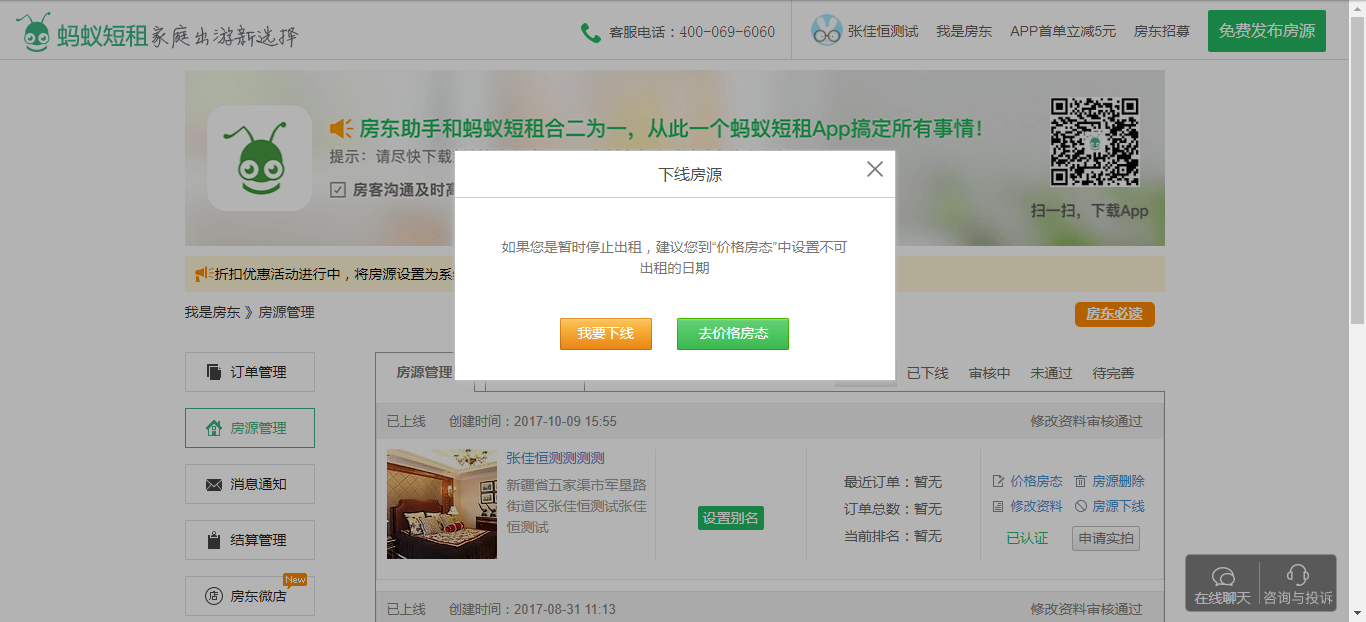 蚂蚁短租 家庭出游新选择
客服电话：400-069-6060
张佳恒测试 我是房东 APP首单立减5元 房东招募 免费发布房源
房东助手和蚂蚁短租合二为一，从此一个蚂蚁短租App搞定所有事情！
提示：请尽快下载
房客沟通及时高
扫一扫，下载App
下线房源
如果您是暂时停止出租，建议您到“价格房态”中设置不可
出租的日期
我要下线 去价格房态
折扣优惠活动进行中，将房源设置为系
我是房东 》房源管理
房东必读
订单管理
房源管理
消息通知
结算管理
房东微店
New
房源管理
已下线 审核中 未通过 待完善
已上线 创建时间：2017-10-09 15:55 修改资料审核通过
张佳恒测测测测
新疆省五家渠市军垦路
街道区张佳恒测试张佳
恒测试
设置别名
最近订单：暂无
订单总数：暂无
当前排名：暂无
价格房态 房源删除
修改资料 房源下线
已认证 申请实拍
已上线 创建时间：2017-08-31 11:13 修改资料审核通过
在线聊天 咨询与投诉